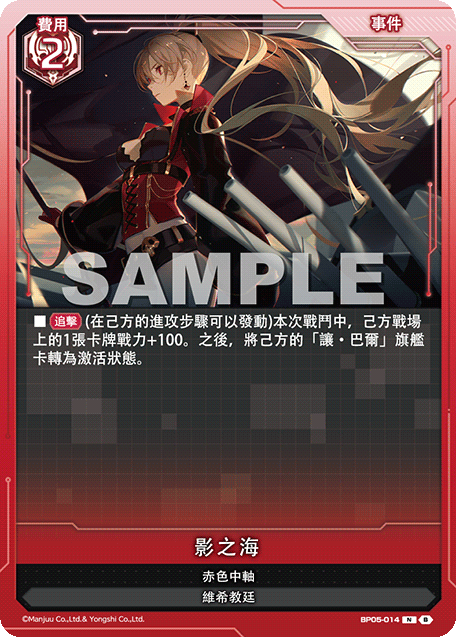 費用
事件
2
SAMPLE
■ 追擊 (在己方的進攻步驟可以發動)本次戰鬥中，己方戰場
上的1張卡牌戰力+100。之後，將己方的「讓・巴爾」旗艦
卡轉為激活狀態。
影之海
赤色中軸
維希教廷
©Manjuu Co.,Ltd.& Yongshi Co.,Ltd.
BP05-014 N B